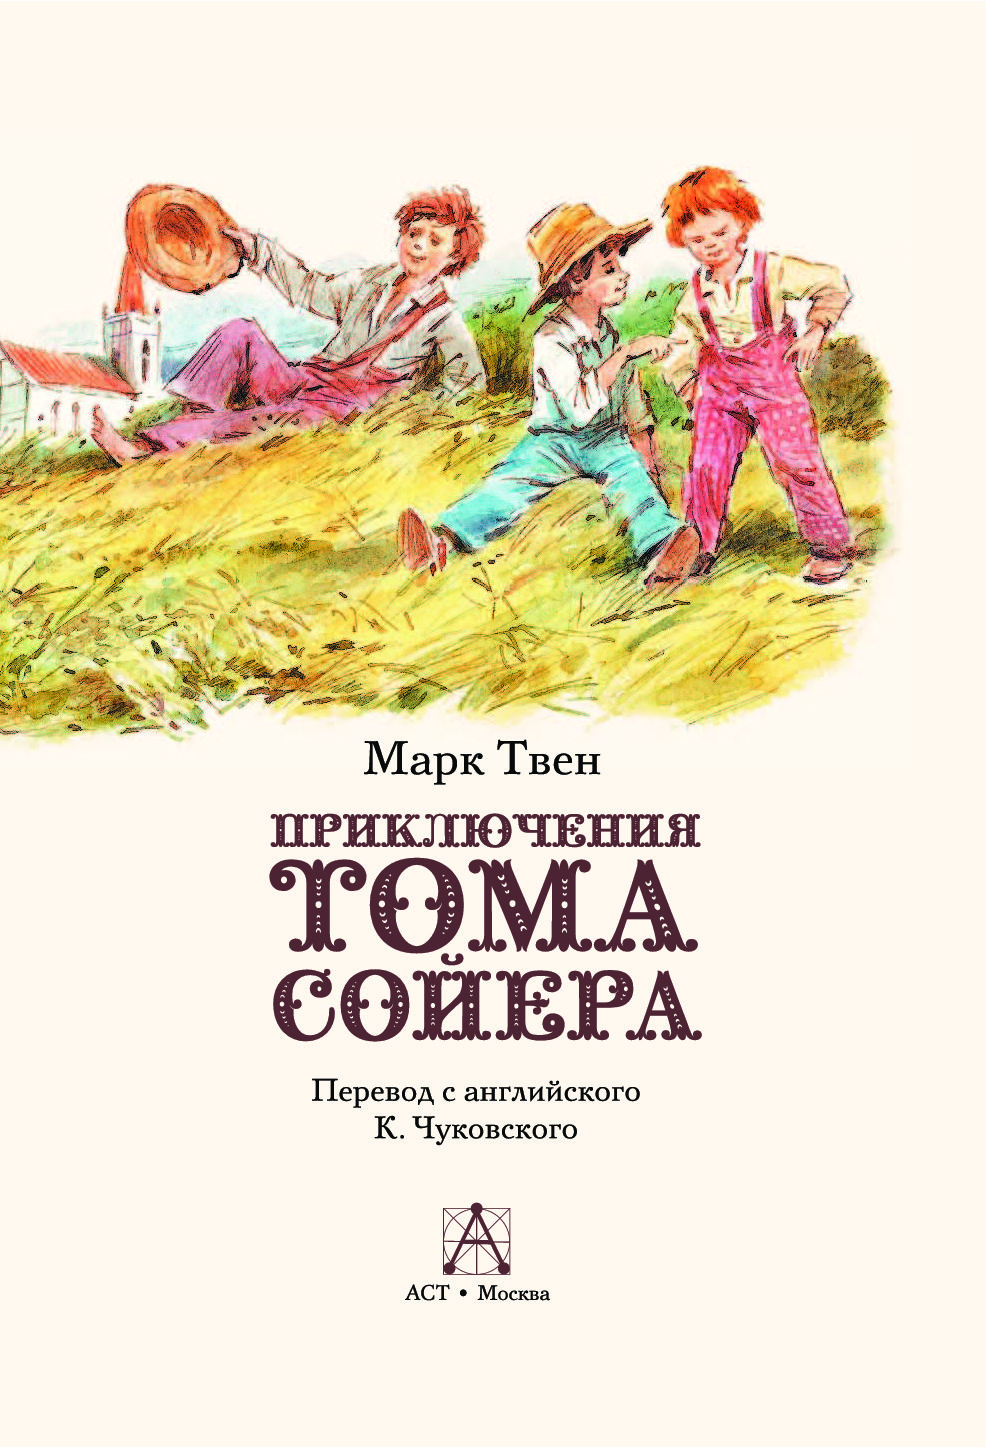 Марк Твен
ПРИКЛЮЧЕНИЯ
ТОМА
СОЙЕРА
Перевод с английского
К. Чуковского
АСТ • Москва